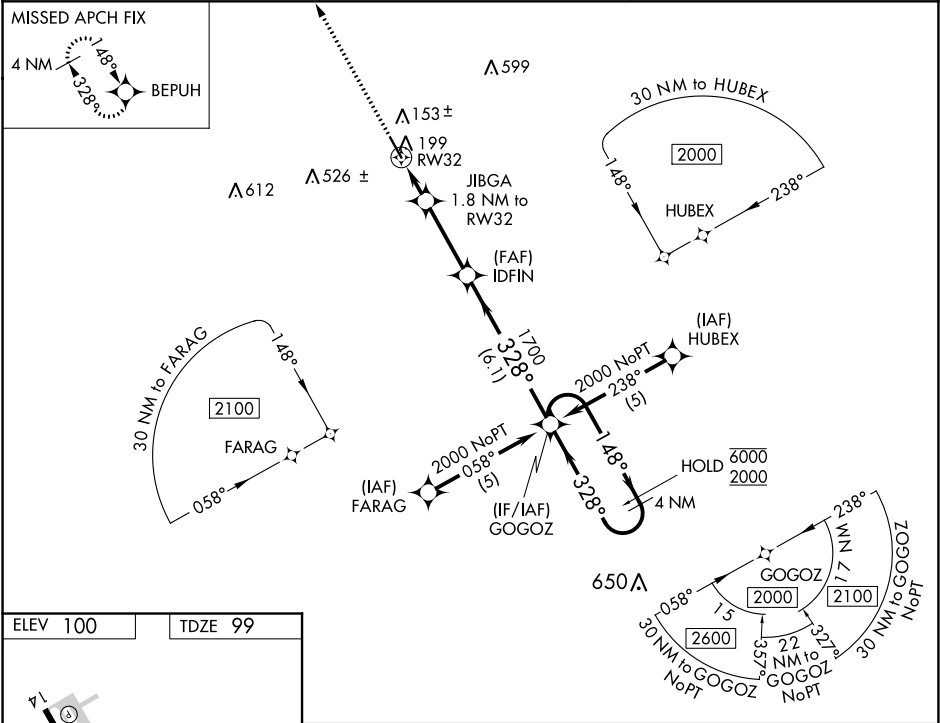 MISSED APCH FIX
4 NM
148°
328°
BEPUH
599
153 ±
199
RW32
612
526 ±
JIBGA
1.8 NM to
RW32
(FAF)
IDFIN
30 NM to HUBEX
2000
148°
238°
HUBEX
30 NM to FARAG
2100
148°
FARAG
058°
1700
328°
(6.1)
(IAF)
HUBEX
2000 NoPT
238°
(5)
2000 NoPT
058°
(5)
(IAF)
FARAG
(IF/IAF)
GOGOZ
148°
328°
HOLD
6000
2000
4 NM
650
058°
238°
GOGOZ
15
17 NM
2000
2100
2600
30 NM to GOGOZ
NoPT
357°
22
NM to
GOGOZ
NoPT
327°
30 NM to GOGOZ
NoPT
ELEV 100
TDZE 99
14
P